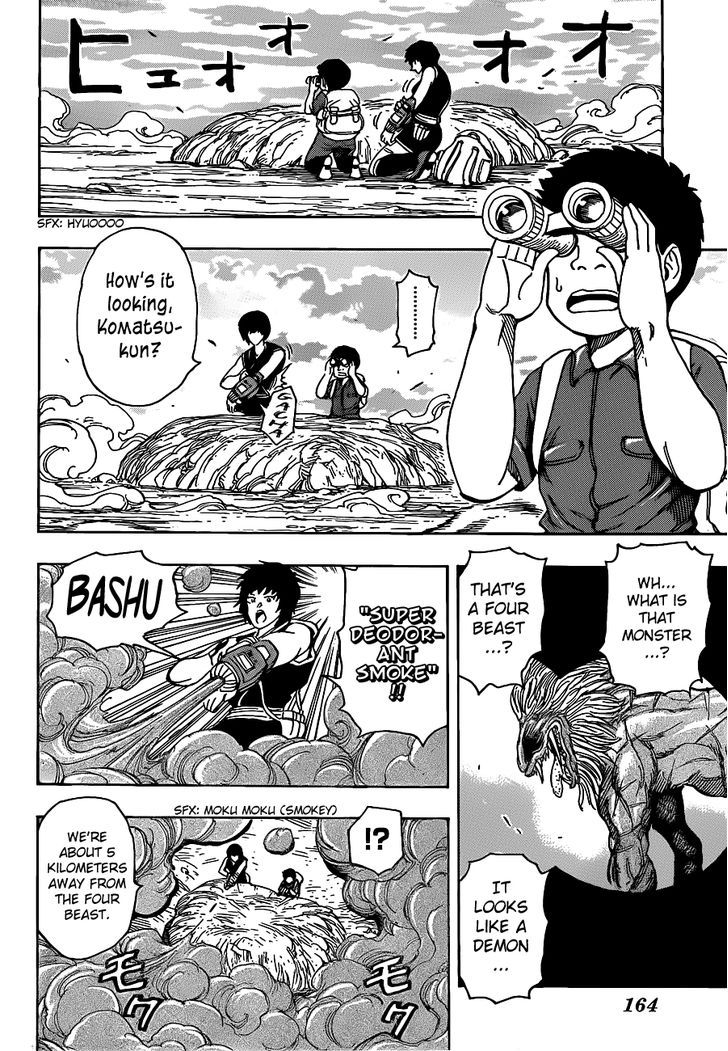 ヒュオオオオ
SFX: HYUOOOO
How's it
looking,
Komatsu-
kun?
.........
WH...
WHAT IS
THAT
MONSTER
...?
THAT'S
A FOUR
BEAST
...?
IT
LOOKS
LIKE A
DEMON
...
BASHU
"SUPER
DEODOR-
ANT
SMOKE"
!!
SFX: MOKU MOKU (SMOKEY)
!?
WE'RE
ABOUT 5
KILOMETERS
AWAY FROM
THE FOUR
BEAST.
モク
モク
164